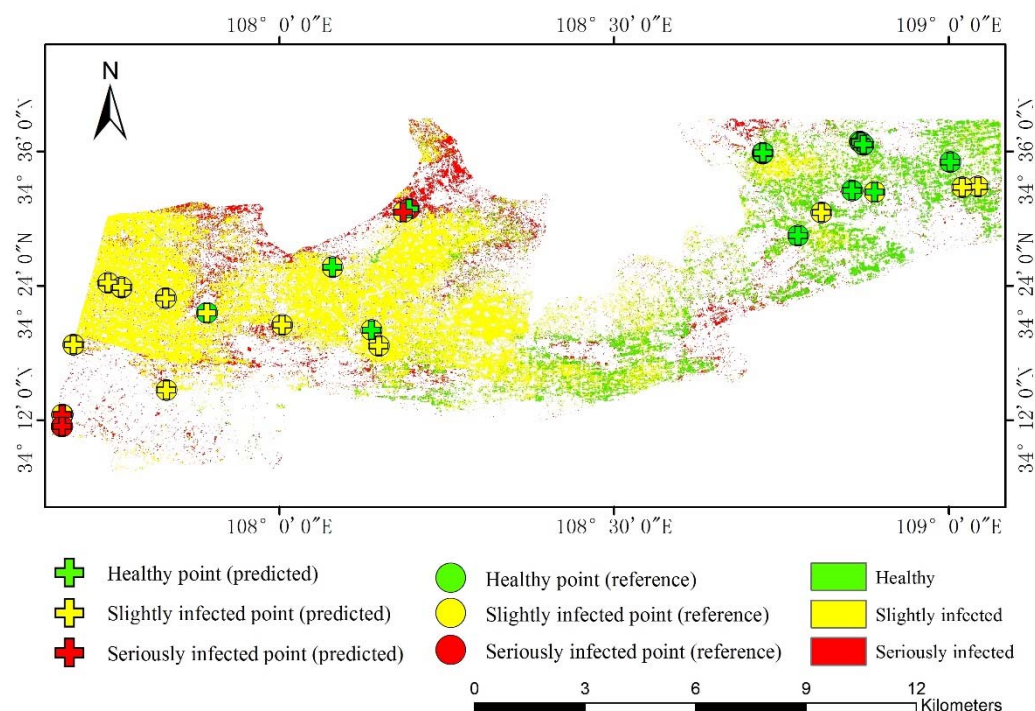 108° 0′0″E 108° 30′0″E 109° 0′0″E
N
34° 36′0″N 34° 36′0″N
34° 24′0″N 34° 24′0″N
34° 12′0″N 34° 12′0″N
108° 0′0″E 108° 30′0″E 109° 0′0″E
Healthy point (predicted) Healthy point (reference) Healthy
Slightly infected point (predicted) Slightly infected point (reference) Slightly infected
Seriously infected point (predicted) Seriously infected point (reference) Seriously infected
0 3 6 9 12
Kilometers